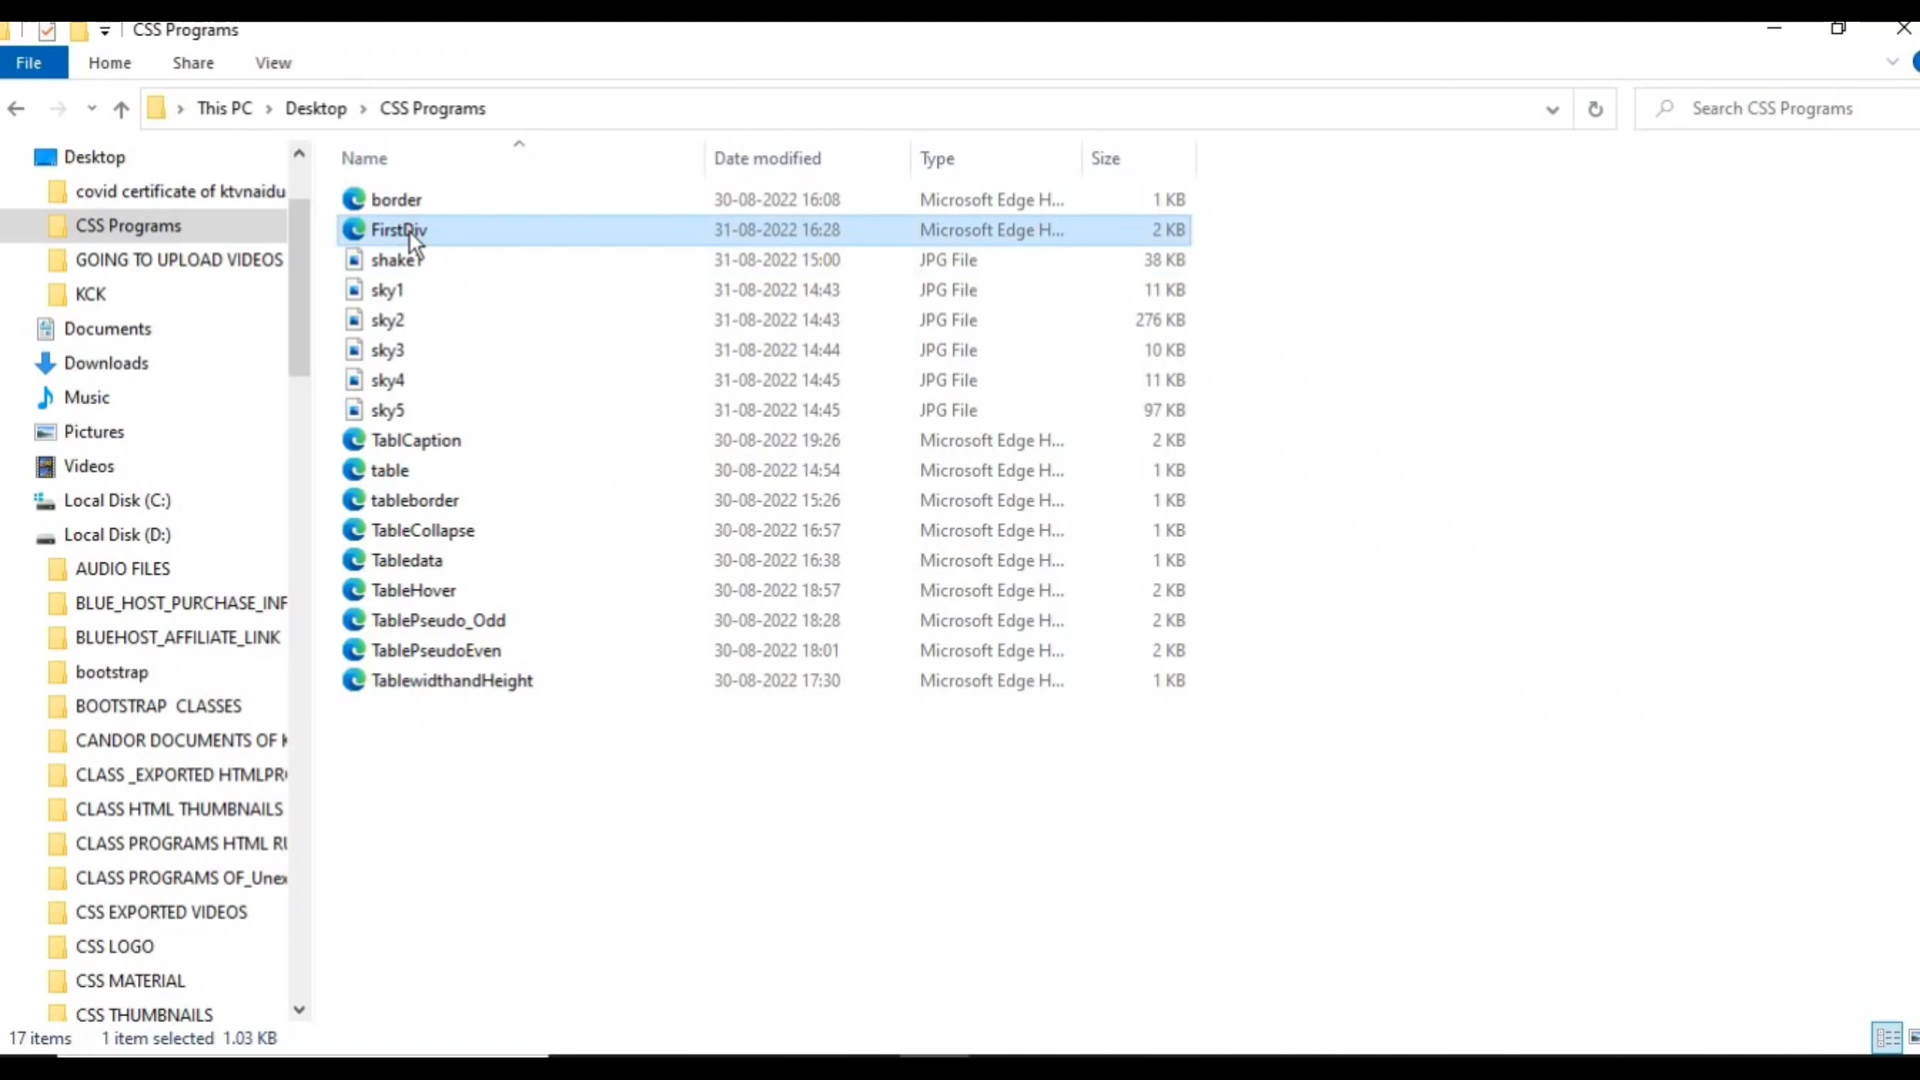 CSS Programs
File Home Share View
This PC Desktop CSS Programs Search CSS Programs
Desktop
covid certificate of ktvnaidu
CSS Programs
GOING TO UPLOAD VIDEOS
KCK
Documents
Downloads
Music
Pictures
Videos
Local Disk (C:)
Local Disk (D:)
AUDIO FILES
BLUE_HOST_PURCHASE_INF
BLUEHOST_AFFILIATE_LINK
bootstrap
BOOTSTRAP CLASSES
CANDOR DOCUMENTS OF K
CLASS _EXPORTED HTMLPR
CLASS HTML THUMBNAILS
CLASS PROGRAMS HTML RU
CLASS PROGRAMS OF_Unex
CSS EXPORTED VIDEOS
CSS LOGO
CSS MATERIAL
CSS THUMBNAILS
Name Date modified Type Size
border 30-08-2022 16:08 Microsoft Edge H... 1 KB
FirstDiv 31-08-2022 16:28 Microsoft Edge H... 2 KB
31-08-2022 15:00 JPG File 38 KB
sky1 31-08-2022 14:43 JPG File 11 KB
sky2 31-08-2022 14:43 JPG File 276 KB
sky3 31-08-2022 14:44 JPG File 10 KB
sky4 31-08-2022 14:45 JPG File 11 KB
sky5 31-08-2022 14:45 JPG File 97 KB
TablCaption 30-08-2022 19:26 Microsoft Edge H... 2 KB
table 30-08-2022 14:54 Microsoft Edge H... 1 KB
tableborder 30-08-2022 15:26 Microsoft Edge H... 1 KB
TableCollapse 30-08-2022 16:57 Microsoft Edge H... 1 KB
Tabledata 30-08-2022 16:38 Microsoft Edge H... 1 KB
TableHover 30-08-2022 18:57 Microsoft Edge H... 2 KB
TablePseudo_Odd 30-08-2022 18:28 Microsoft Edge H... 2 KB
TablePseudoEven 30-08-2022 18:01 Microsoft Edge H... 2 KB
TablewidthandHeight 30-08-2022 17:30 Microsoft Edge H... 1 KB
17 items 1 item selected 1.03 KB